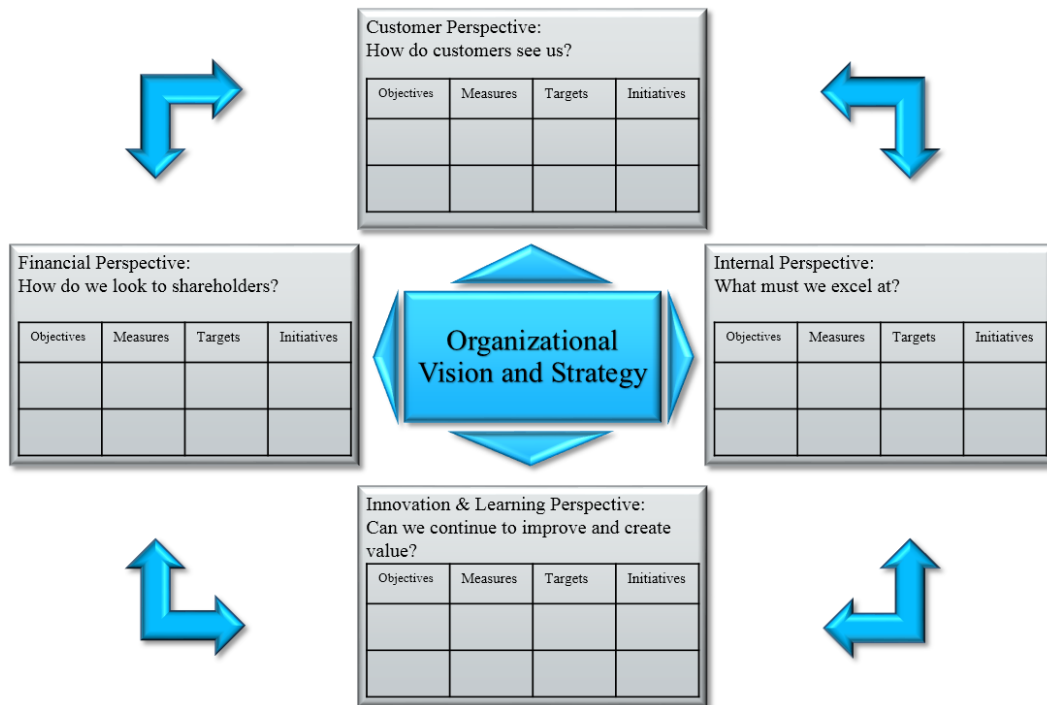 Customer Perspective:
How do customers see us?
Objectives Measures Targets Initiatives
Financial Perspective:
How do we look to shareholders?
Objectives Measures Targets Initiatives
Organizational
Vision and Strategy
Internal Perspective:
What must we excel at?
Objectives Measures Targets Initiatives
Innovation & Learning Perspective:
Can we continue to improve and create
value?
Objectives Measures Targets Initiatives